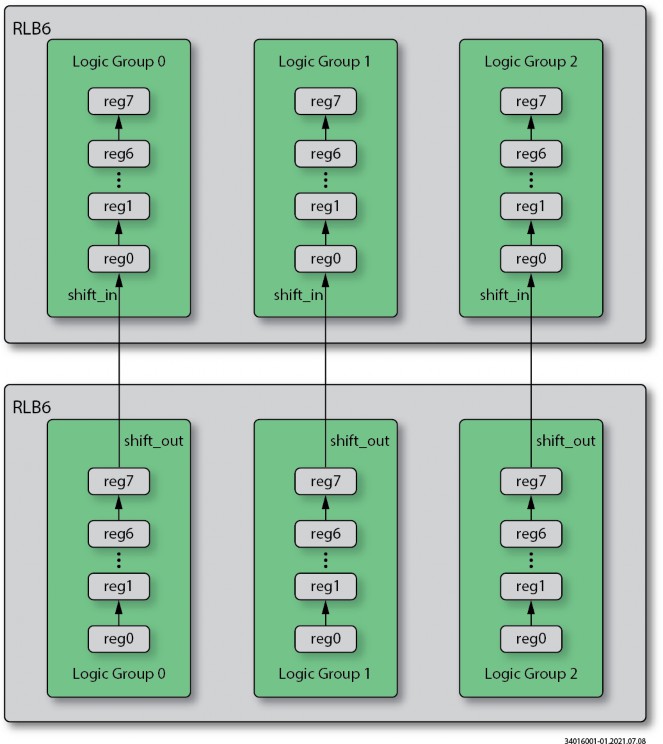 RLB6
Logic Group 0 Logic Group 1 Logic Group 2
reg7 reg7 reg7
reg6 reg6 reg6
reg1 reg1 reg1
reg0 reg0 reg0
shift_in shift_in shift_in
RLB6
shift_out shift_out shift_out
reg7 reg7 reg7
reg6 reg6 reg6
reg1 reg1 reg1
reg0 reg0 reg0
Logic Group 0 Logic Group 1 Logic Group 2
34016001-01.2021.07.08